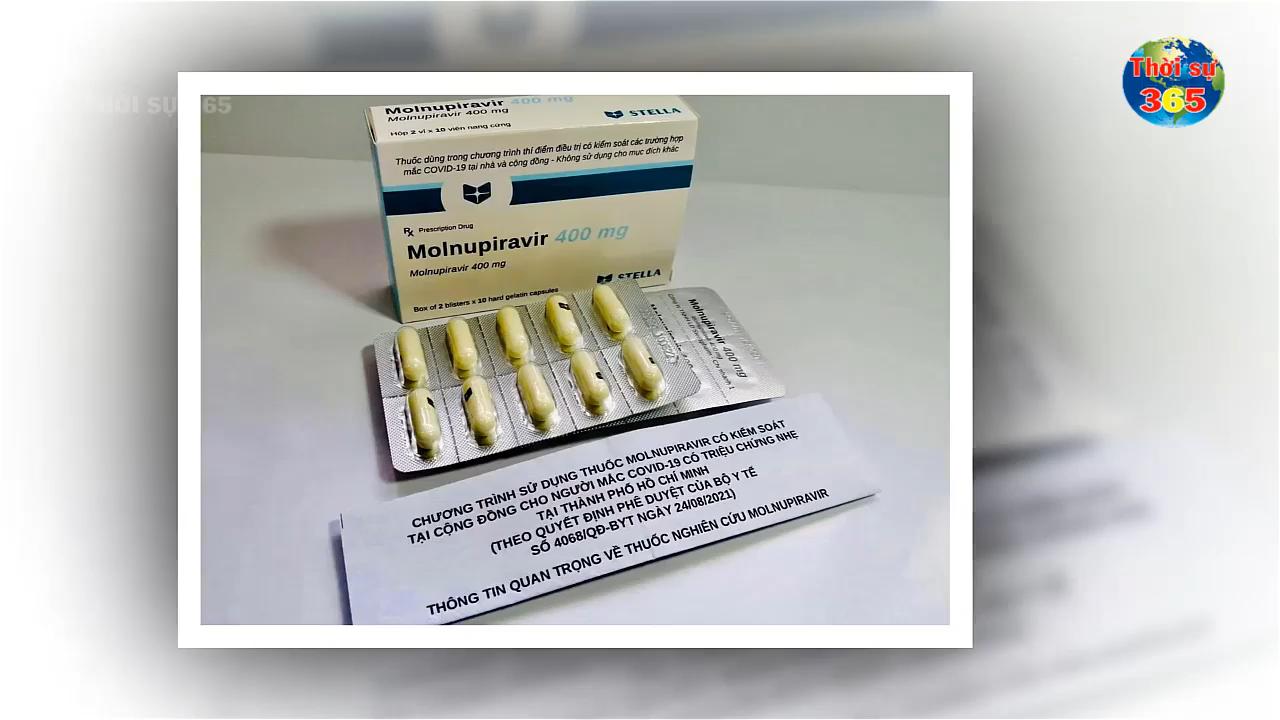 Thời sự
365
Molnupiravir 400 mg
Molnupiravir 400 mg
STELLA
Hộp 2 vỉ x 10 viên nang cứng
Thuốc dùng trong chương trình thí điểm điều trị có kiểm soát các trường hợp
mắc COVID-19 tại nhà và cộng đồng - Không sử dụng cho mục đích khác
Rx Prescription Drug
Molnupiravir 400 mg
Molnupiravir 400 mg
STELLA
Box of 2 blisters x 10 hard gelatin capsules
Molnupiravir 400 mg
CHƯƠNG TRÌNH SỬ DỤNG THUỐC MOLNUPIRAVIR CÓ KIỂM SOÁT
TẠI CỘNG ĐỒNG CHO NGƯỜI MẮC COVID-19 CÓ TRIỆU CHỨNG NHẸ
TẠI THÀNH PHỐ HỒ CHÍ MINH
(THEO QUYẾT ĐỊNH PHÊ DUYỆT CỦA BỘ Y TẾ
SỐ 4068/QĐ-BYT NGÀY 24/08/2021)
THÔNG TIN QUAN TRỌNG VỀ THUỐC NGHIÊN CỨU MOLNUPIRAVIR